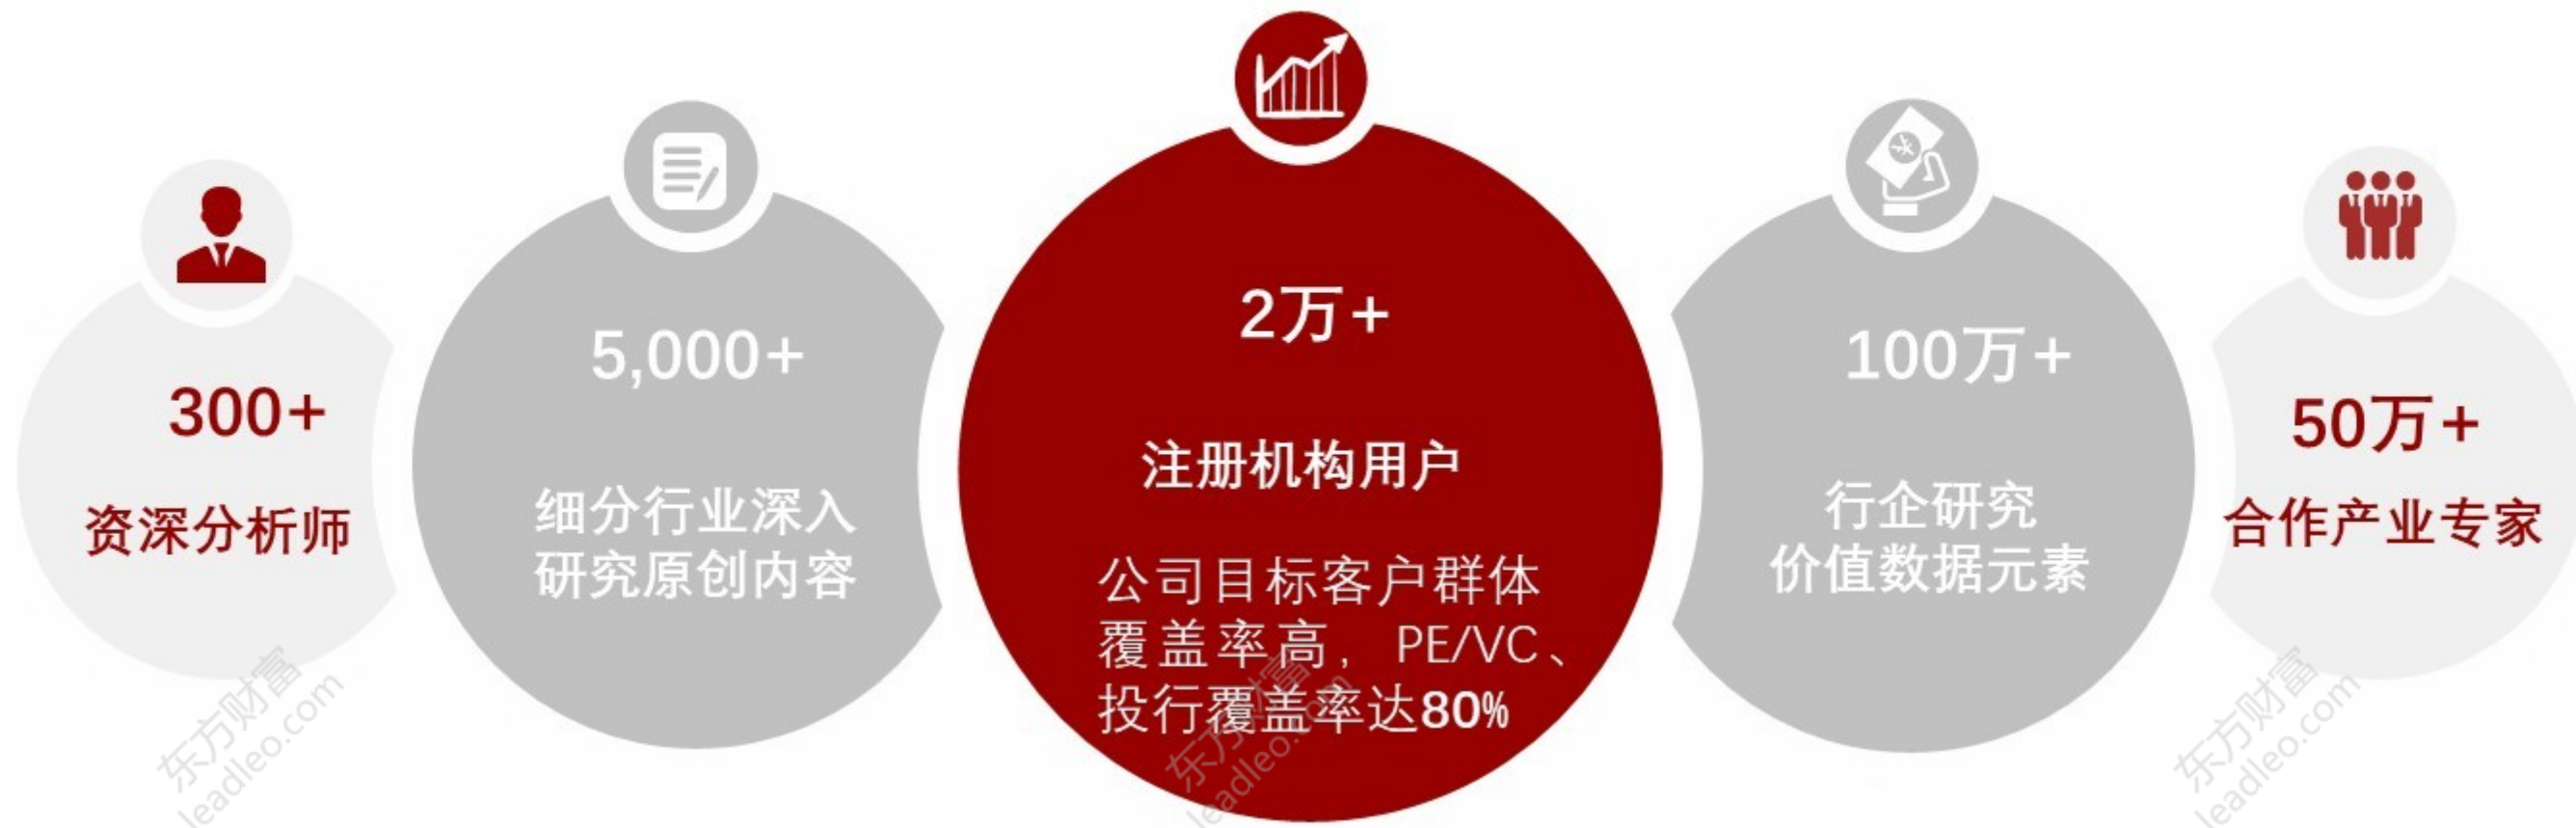 300+
资深分析师
5,000+
细分行业深入
研究原创内容
2万+
注册机构用户
公司目标客户群体
覆盖率高，PE/VC、
投行覆盖率达80%
100万+
行企研究
价值数据元素
50万+
合作产业专家
东方财富
leadleo.com
东方财富
leadleo.com
东方财富
leadleo.com